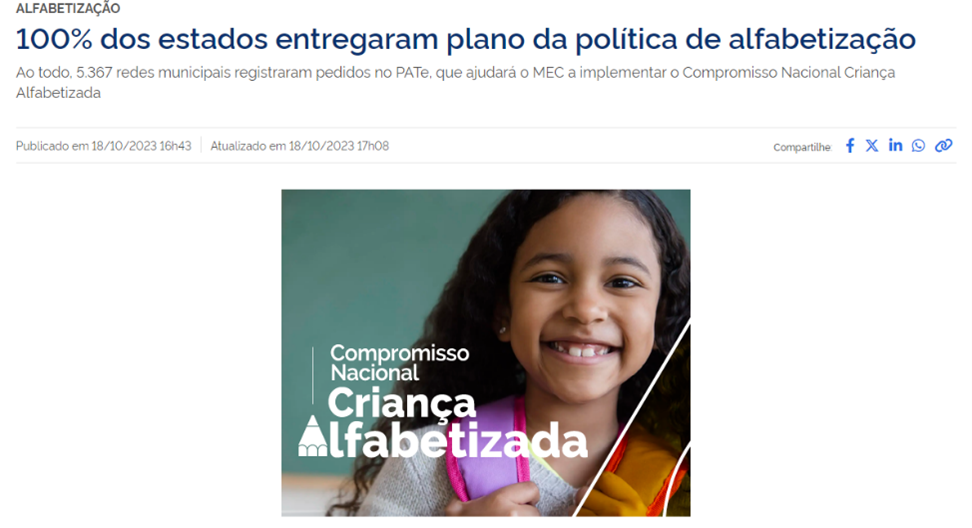 ALFABETIZAÇÃO
100% dos estados entregaram plano da política de alfabetização
Ao todo, 5.367 redes municipais registraram pedidos no PATe, que ajudará o MEC a implementar o Compromisso Nacional Criança
Alfabetizada
Publicado em 18/10/2023 16h43 Atualizado em 18/10/2023 17h08 Compartilhe:
Compromisso
Nacional
Criança
Alfabetizada